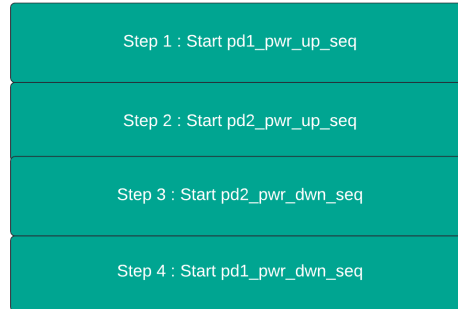 Step 1 : Start pd1_pwr_up_seq
Step 2 : Start pd2_pwr_up_seq
Step 3 : Start pd2_pwr_dwn_seq
Step 4 : Start pd1_pwr_dwn_seq